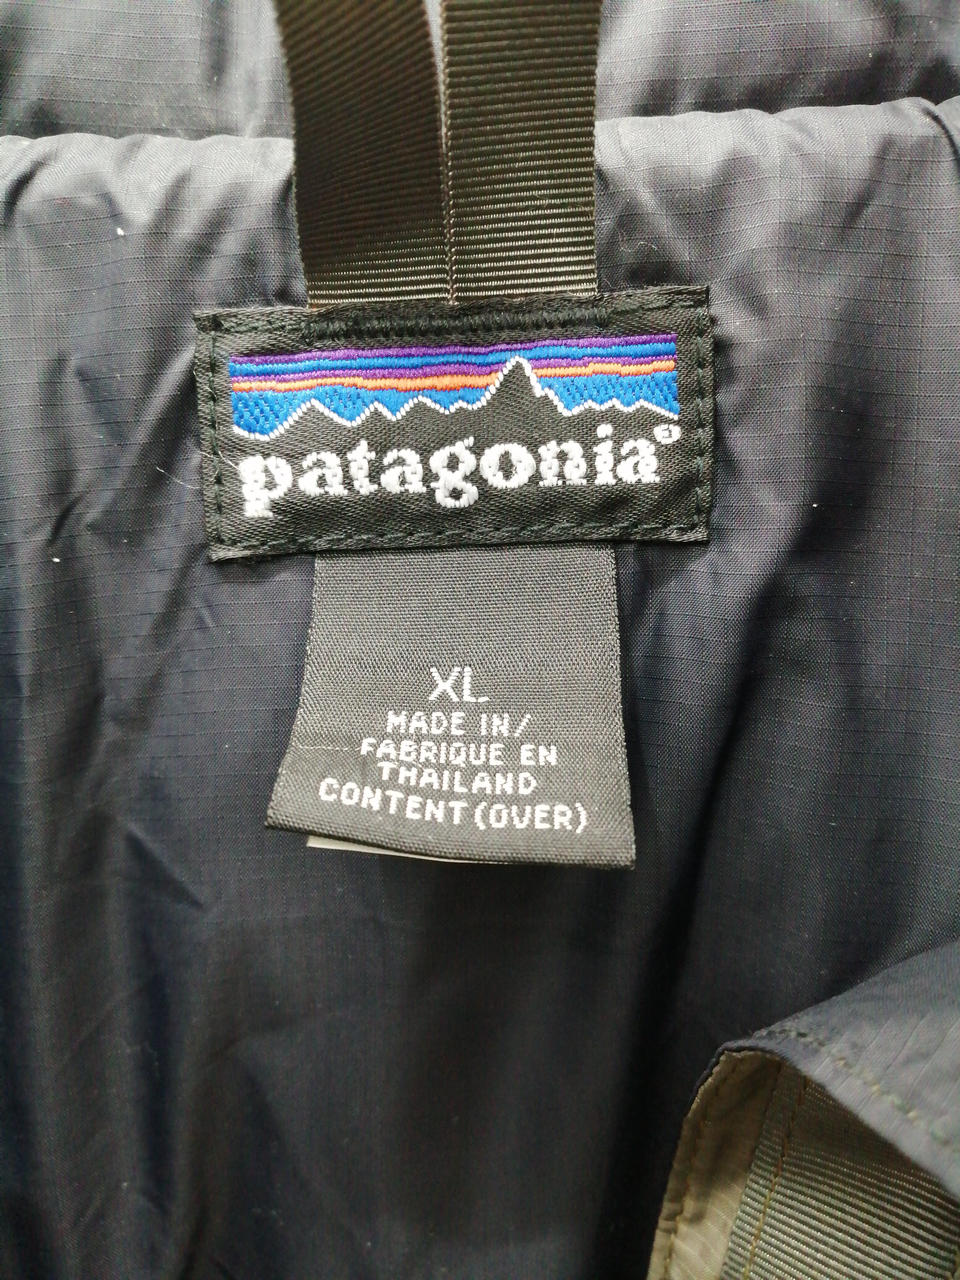 patagonia®
XL
MADE IN/
FABRIQUE EN
THAILAND
CONTENT (OVER)